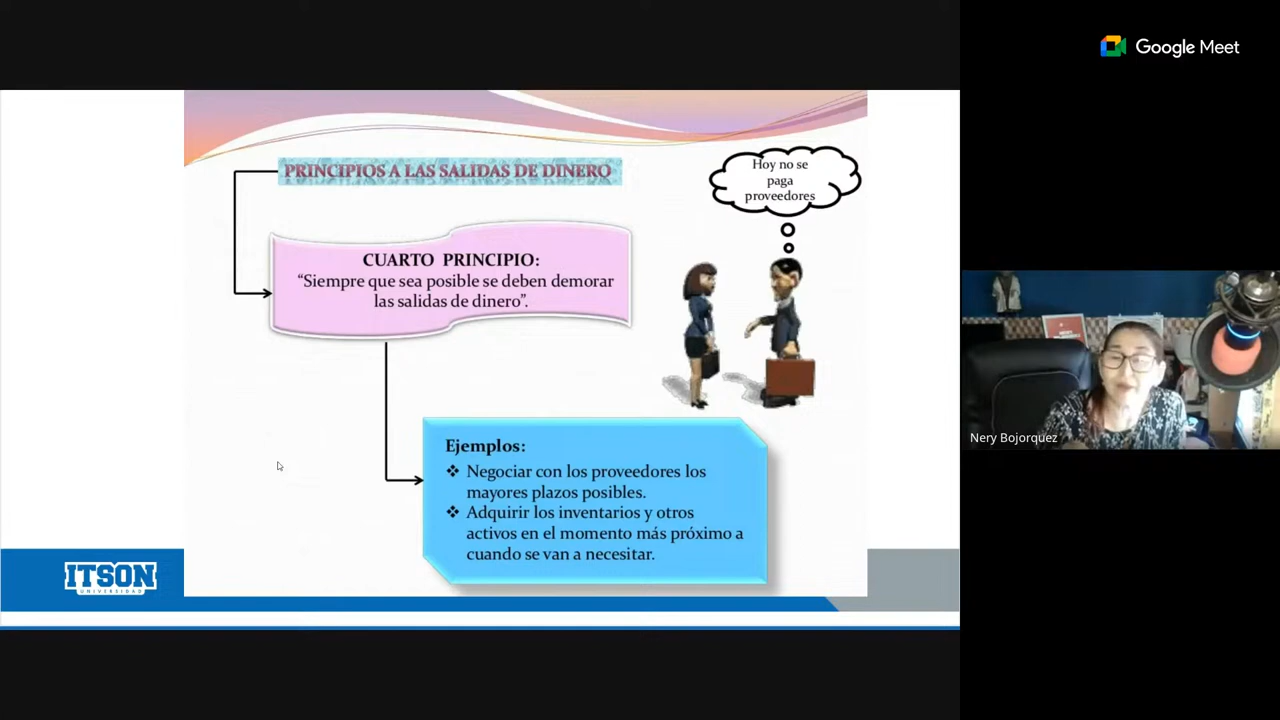 Google Meet
PRINCIPIOS A LAS SALIDAS DE DINERO
Hoy no se
paga
proveedores
CUARTO PRINCIPIO:
“Siempre que sea posible se deben demorar
las salidas de dinero”.
Ejemplos:
❖ Negociar con los proveedores los
mayores plazos posibles.
❖ Adquirir los inventarios y otros
activos en el momento más próximo a
cuando se van a necesitar.
ITSON
UNIVERSIDAD
Nery Bojorquez